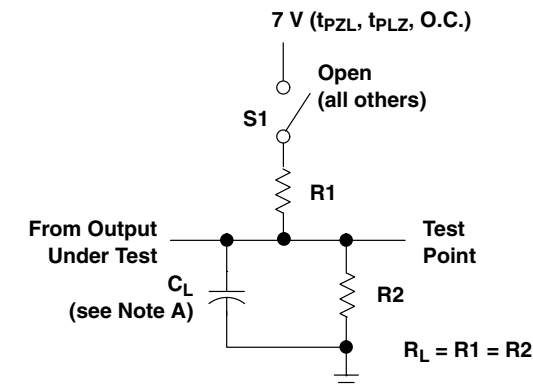 7 V (tPZL, tPLZ, O.C.)
Open
(all others)
S1
R1
From Output
Under Test
Test
Point
CL
(see Note A)
R2
RL = R1 = R2